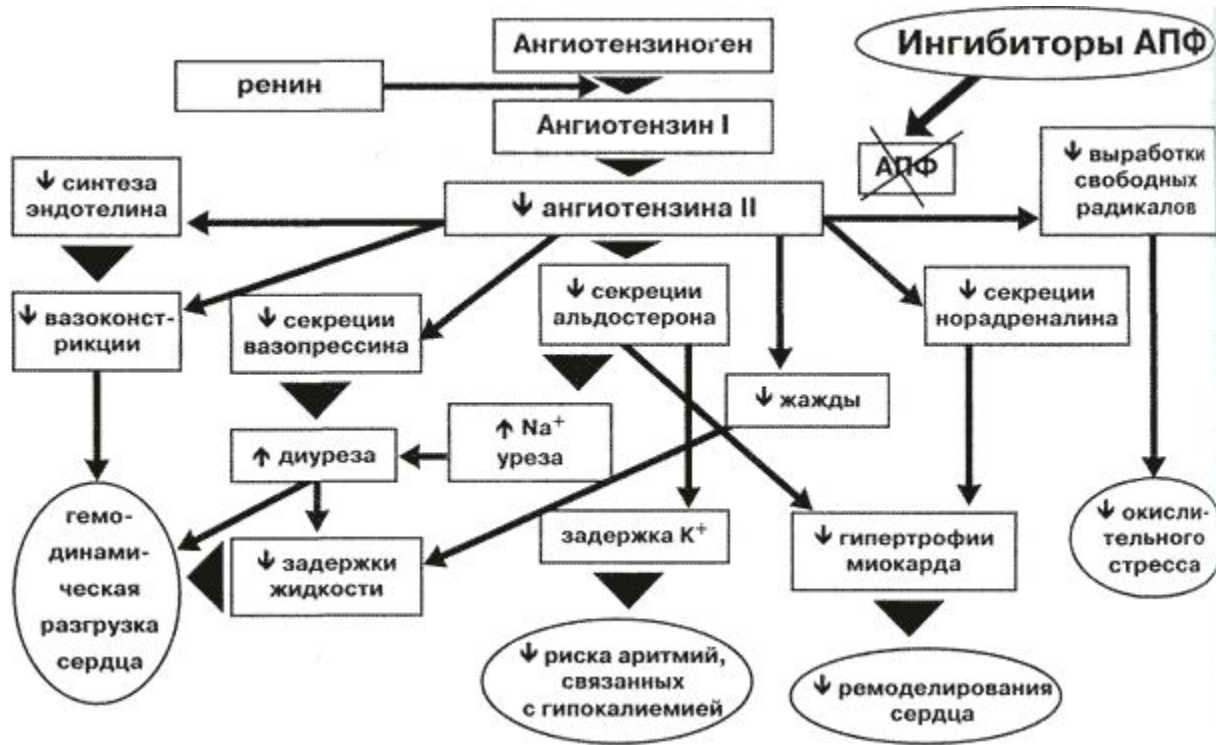 Ангиотензиноген
Ингибиторы АПФ
ренин
Ангиотензин I
АПФ
↓ выработки
свободных
радикалов
↓ синтеза
эндотелина
↓ ангиотензина II
↓ вазоконст-
рикции
↓ секреции
вазопрессина
↓ секреции
альдостерона
↓ секреции
норадреналина
↓ жажды
↑ диуреза
↑ Na⁺
уреза
гемо-
динами-
ческая
разгрузка
сердца
↓ задержки
жидкости
задержка K⁺
↓ гипертрофии
миокарда
↓ окисли-
тельного
стресса
↓ риска аритмий,
связанных
с гипокалиемией
↓ ремоделирования
сердца